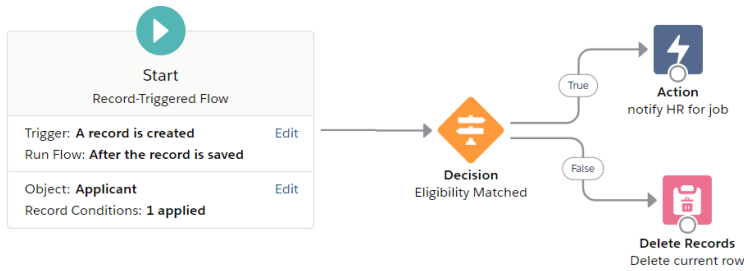 Start
Record-Triggered Flow
Trigger: A record is created Edit
Run Flow: After the record is saved
Object: Applicant Edit
Record Conditions: 1 applied
Decision
Eligibility Matched
True
Action
notify HR for job
False
Delete Records
Delete current row